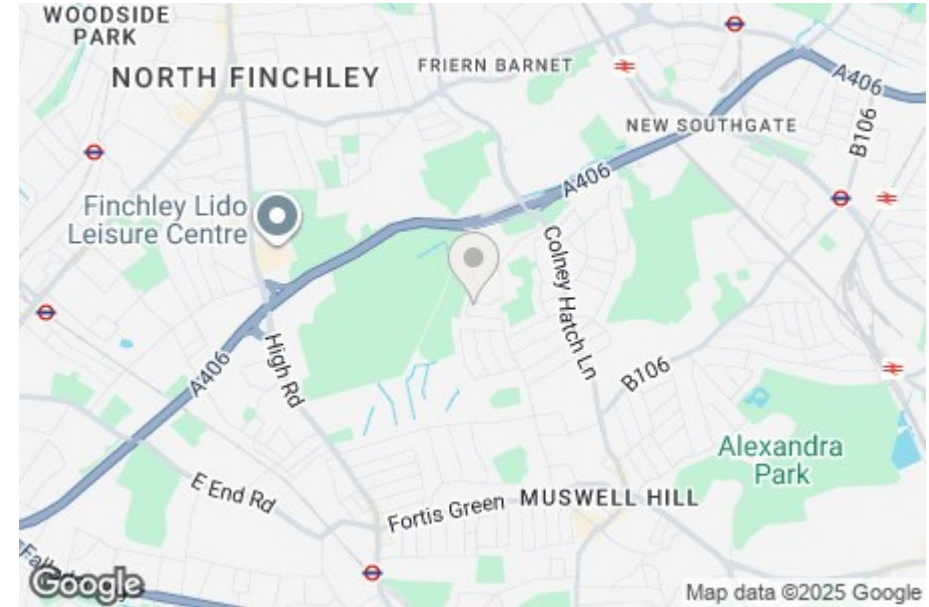 WOODSIDE
PARK
NORTH FINCHLEY
FRIERN BARNET
A406
NEW SOUTHGATE
B106
A406
Finchley Lido
Leisure Centre
Colney Hatch Ln
High Rd
A406
B106
Alexandra
Park
E End Rd
Fortis Green
MUSWELL HILL
Google
Map data ©2025 Google